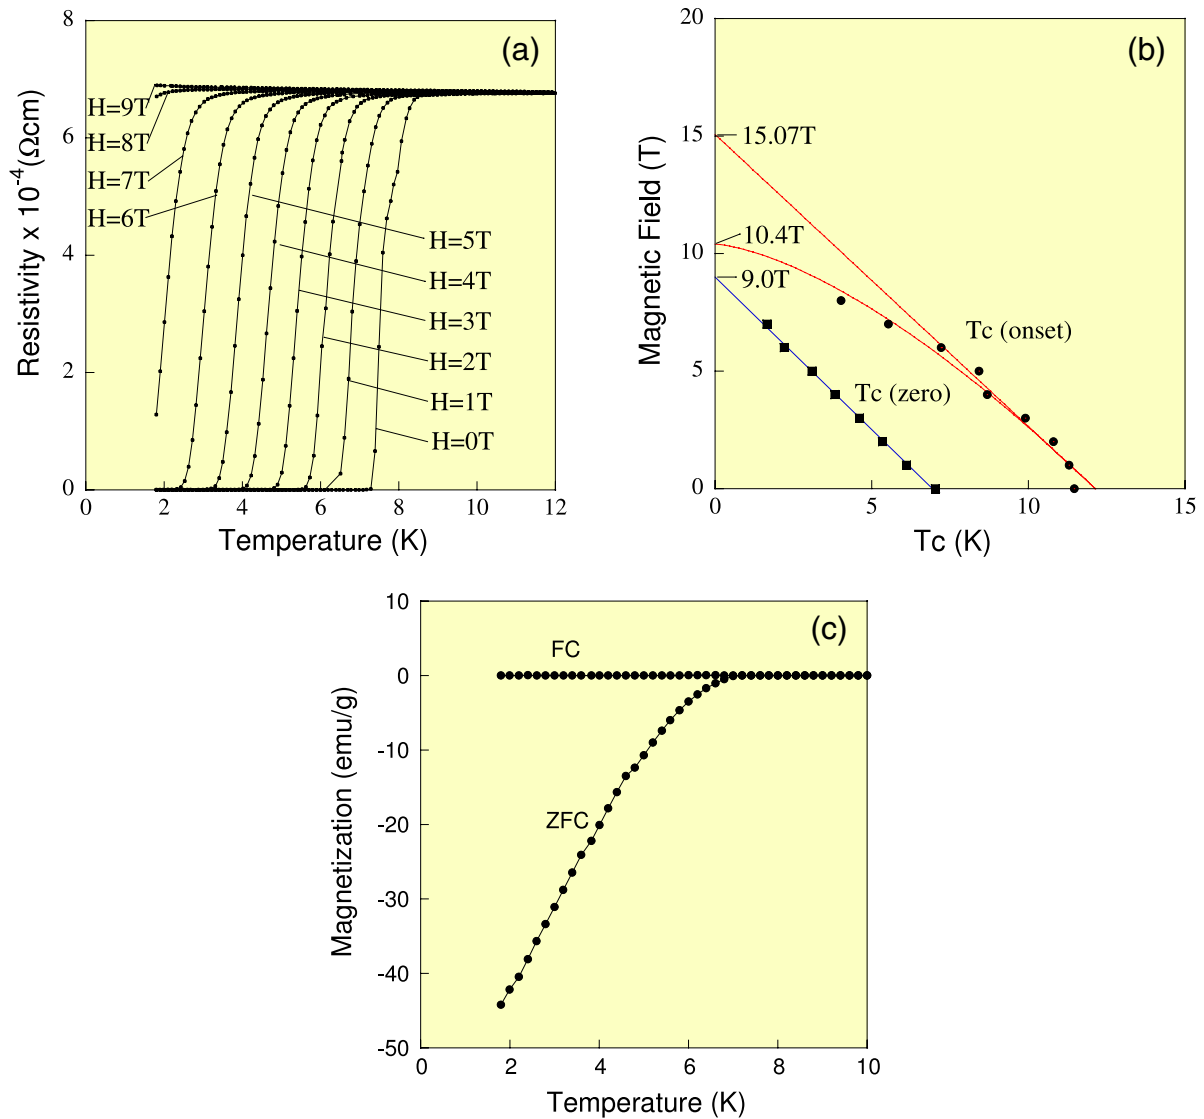 (a)
8
6
4
2
0
0
2
4
6
8
10
12
Resistivity x 10⁻⁴(Ωcm)
Temperature (K)
H=9T
H=8T
H=7T
H=6T
H=5T
H=4T
H=3T
H=2T
H=1T
H=0T
(b)
20
15
10
5
0
0
5
10
15
Magnetic Field (T)
Tc (K)
15.07T
10.4T
9.0T
Tc (onset)
Tc (zero)
(c)
10
0
-10
-20
-30
-40
-50
0
2
4
6
8
10
Magnetization (emu/g)
Temperature (K)
FC
ZFC